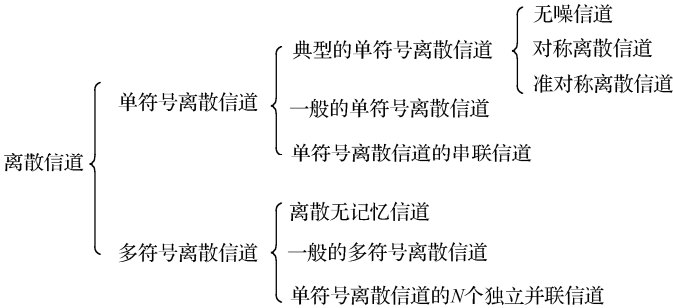 离散信道
单符号离散信道
典型的单符号离散信道
无噪信道
对称离散信道
准对称离散信道
一般的单符号离散信道
单符号离散信道的串联信道
多符号离散信道
离散无记忆信道
一般的多符号离散信道
单符号离散信道的N个独立并联信道